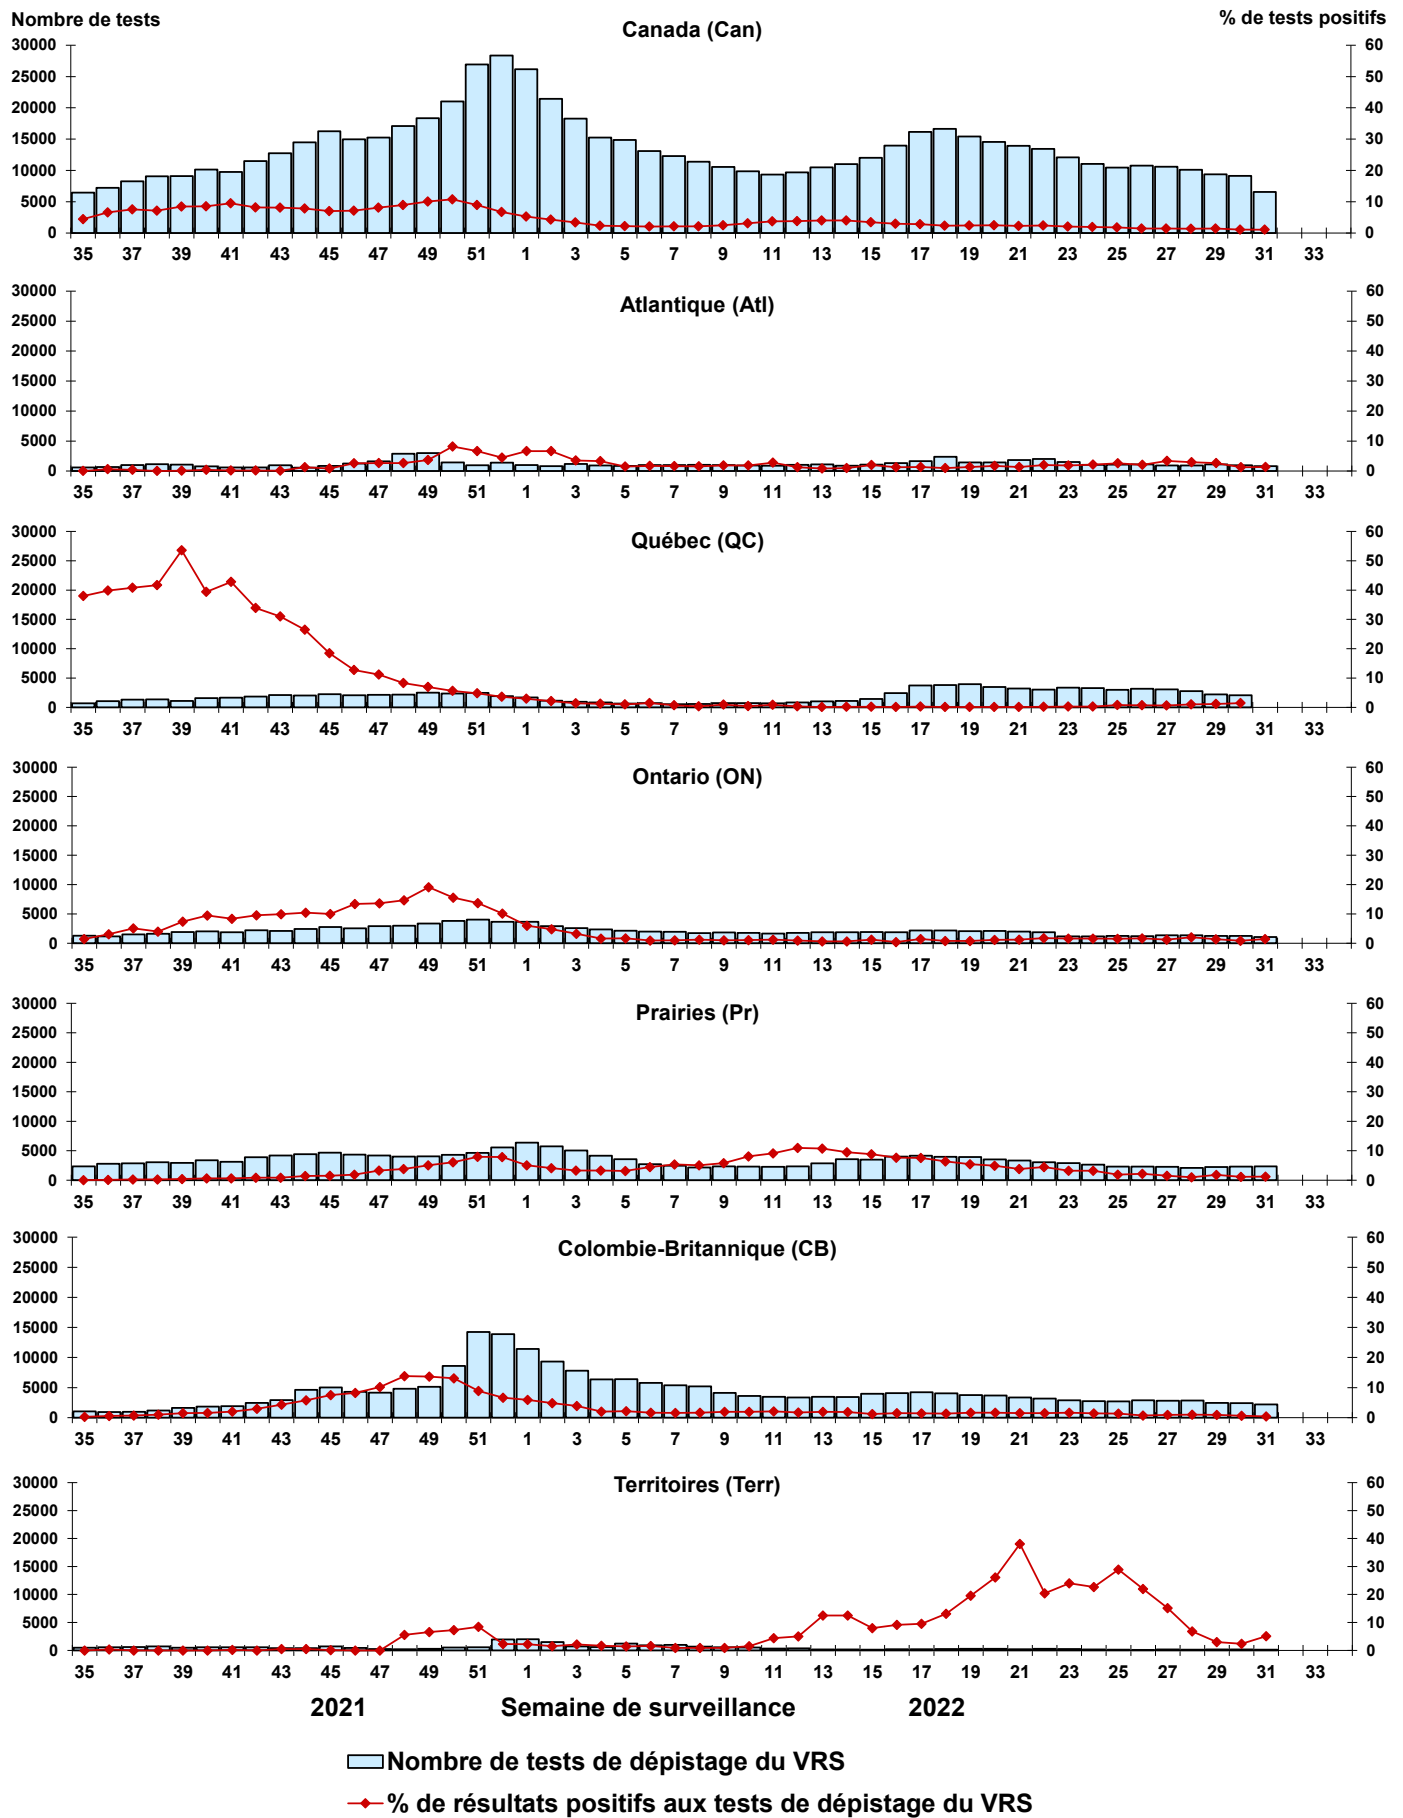 Nombre de tests % de tests positifs
Canada (Can)
30000 60
25000 50
20000 40
15000 30
10000 20
5000 10
0 0
35 37 39 41 43 45 47 49 51 1 3 5 7 9 11 13 15 17 19 21 23 25 27 29 31 33
Atlantique (Atl)
30000 60
25000 50
20000 40
15000 30
10000 20
5000 10
0 0
35 37 39 41 43 45 47 49 51 1 3 5 7 9 11 13 15 17 19 21 23 25 27 29 31 33
Québec (QC)
30000 60
25000 50
20000 40
15000 30
10000 20
5000 10
0 0
35 37 39 41 43 45 47 49 51 1 3 5 7 9 11 13 15 17 19 21 23 25 27 29 31 33
Ontario (ON)
30000 60
25000 50
20000 40
15000 30
10000 20
5000 10
0 0
35 37 39 41 43 45 47 49 51 1 3 5 7 9 11 13 15 17 19 21 23 25 27 29 31 33
Prairies (Pr)
30000 60
25000 50
20000 40
15000 30
10000 20
5000 10
0 0
35 37 39 41 43 45 47 49 51 1 3 5 7 9 11 13 15 17 19 21 23 25 27 29 31 33
Colombie-Britannique (CB)
30000 60
25000 50
20000 40
15000 30
10000 20
5000 10
0 0
35 37 39 41 43 45 47 49 51 1 3 5 7 9 11 13 15 17 19 21 23 25 27 29 31 33
Territoires (Terr)
30000 60
25000 50
20000 40
15000 30
10000 20
5000 10
0 0
35 37 39 41 43 45 47 49 51 1 3 5 7 9 11 13 15 17 19 21 23 25 27 29 31 33
2021 Semaine de surveillance 2022
Nombre de tests de dépistage du VRS
% de résultats positifs aux tests de dépistage du VRS